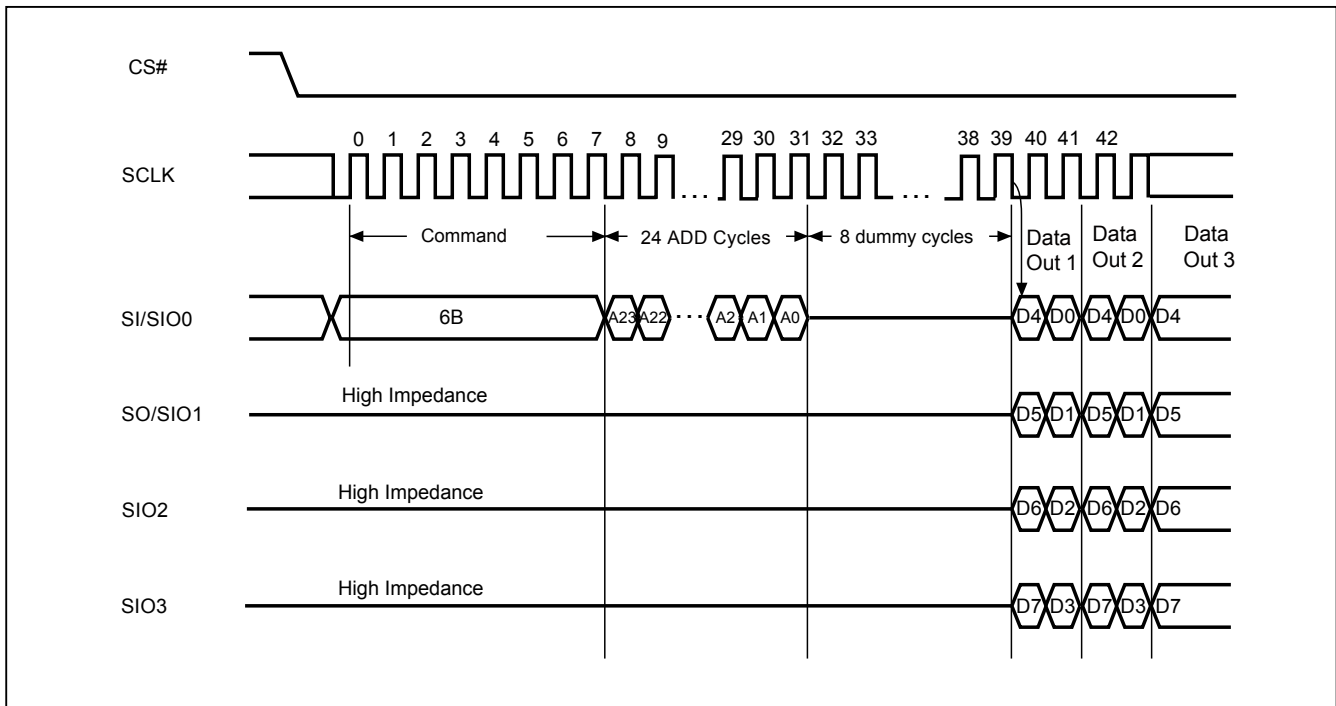 CS#
0 1 2 3 4 5 6 7 8 9 29 30 31 32 33 38 39 40 41 42
SCLK
Command 24 ADD Cycles 8 dummy cycles Data Out 1 Data Out 2 Data Out 3
SI/SIO0 6B A23 A22 A2 A1 A0 D4 D0 D4 D0 D4
High Impedance
SO/SIO1 D5 D1 D5 D1 D5
High Impedance
SIO2 D6 D2 D6 D2 D6
High Impedance
SIO3 D7 D3 D7 D3 D7